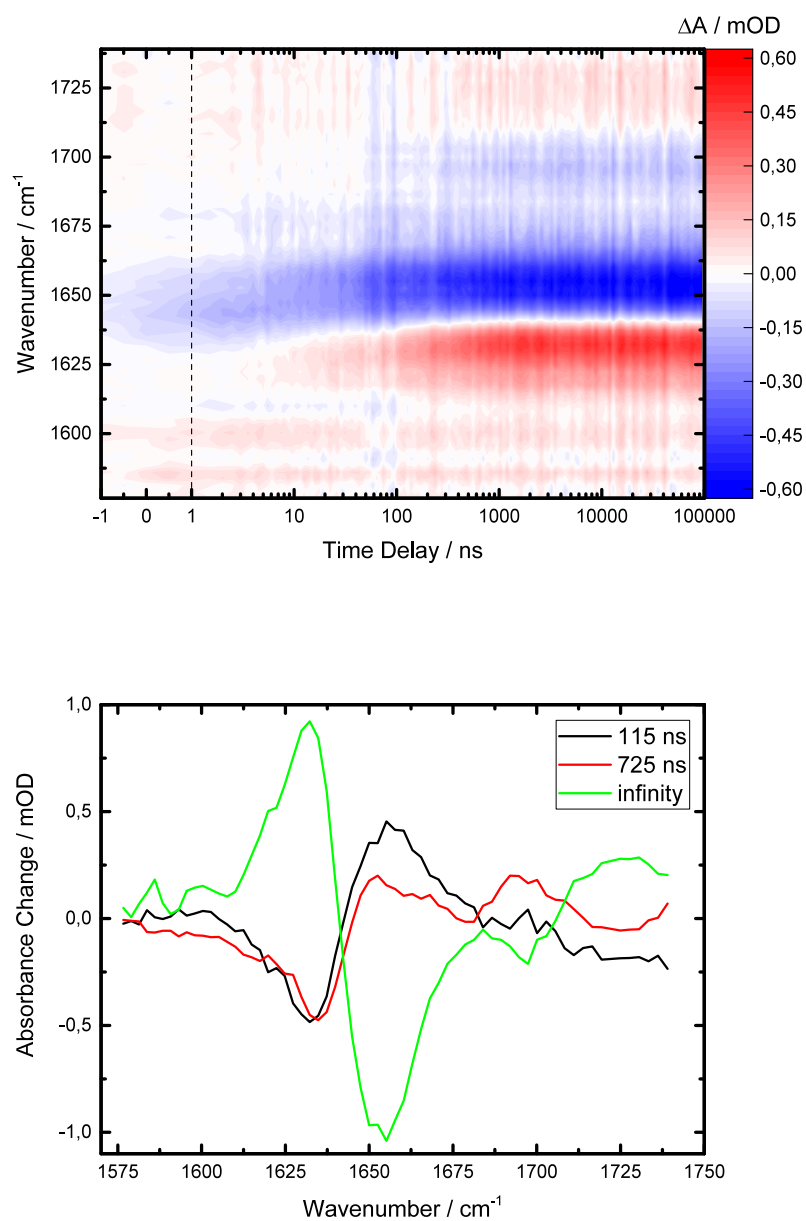 ΔA / mOD
0,60
0,45
0,30
0,15
0,00
-0,15
-0,30
-0,45
-0,60
Wavenumber / cm-1
1725
1700
1675
1650
1625
1600
-1 0 1 10 100 1000 10000 100000
Time Delay / ns
1,0
0,5
0,0
-0,5
-1,0
Absorbance Change / mOD
115 ns
725 ns
infinity
1575 1600 1625 1650 1675 1700 1725 1750
Wavenumber / cm-1